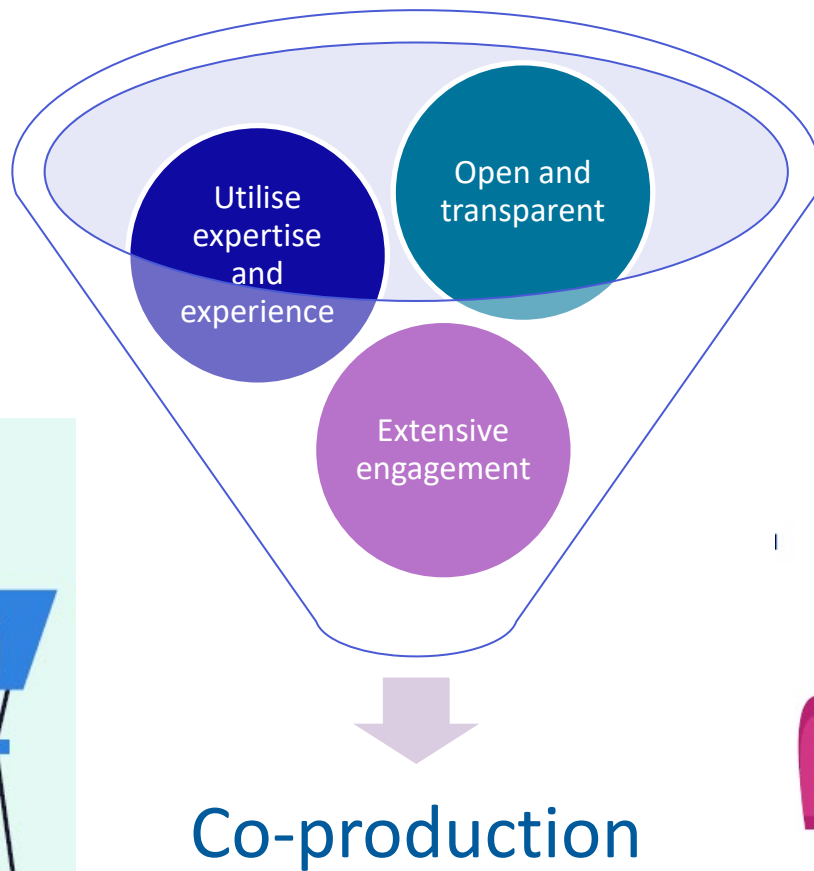 Utilise
expertise
and
experience
Open and
transparent
Extensive
engagement
Co-production